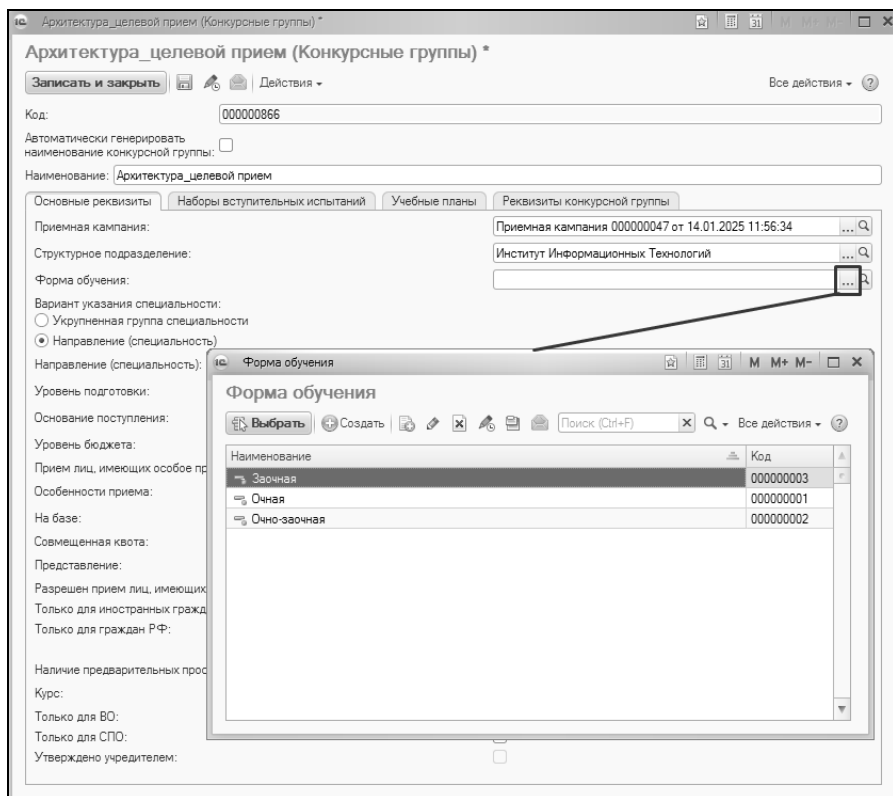 Архитектура_целевой прием (Конкурсные группы) *
31 M M+ M-
Архитектура_целевой прием (Конкурсные группы) *
Записать и закрыть Действия Все действия ?
Код: 000000866
Автоматически генерировать
наименование конкурсной группы:
Наименование: Архитектура_целевой прием
Основные реквизиты Наборы вступительных испытаний Учебные планы Реквизиты конкурсной группы
Приемная кампания: Приемная кампания 000000047 от 14.01.2025 11:56:34 ...
Структурное подразделение: Институт Информационных Технологий ...
Форма обучения: ...
Вариант указания специальности:
Укрупненная группа специальности
Направление (специальность)
Направление (специальность):
Уровень подготовки:
Основание поступления:
Уровень бюджета:
Прием лиц, имеющих особое пр
Особенности приема:
На базе:
Совмещенная квота:
Представление:
Разрешен прием лиц, имеющих
Только для иностранных гражд
Только для граждан РФ:
Наличие предварительных прос
Курс:
Только для ВО:
Только для СПО:
Утверждено учредителем:
1С Форма обучения 31 M M+ M-
Форма обучения
Выбрать Создать Поиск (Ctrl+F) Все действия ?
Наименование Код
Заочная 000000003
Очная 000000001
Очно-заочная 000000002